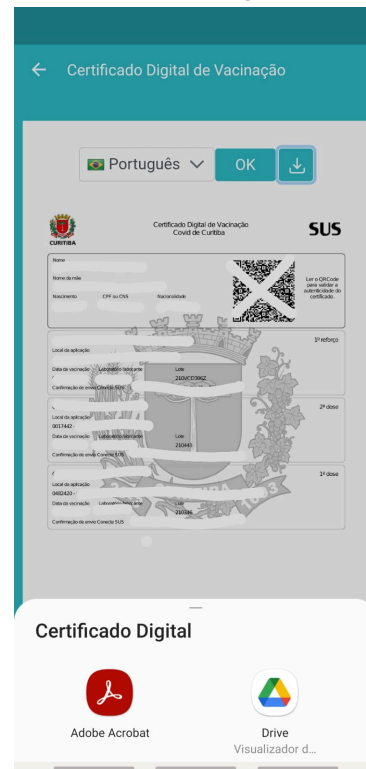 Certificado Digital de Vacinação
Português
OK
CURITIBA
Certificado Digital de Vacinação
Covid de Curitiba
SUS
Nome
Nome da mãe
Nascimento CPF ou CNS Nacionalidade
Ler o QRCode
para validar a
autenticidade do
certificado.
1º reforço
Local da aplicação
Data da vacinação Laboratório fabricante Lote
Confirmação de envio Conecte SUS
2ª dose
Local da aplicação
0017442 -
Data da vacinação Laboratório fabricante Lote
210443
Confirmação de envio Conecte SUS
1ª dose
Local da aplicação
0482420 -
Data da vacinação Laboratório fabricante Lote
210346
Confirmação de envio Conecte SUS
Certificado Digital
Adobe Acrobat
Drive
Visualizador d...